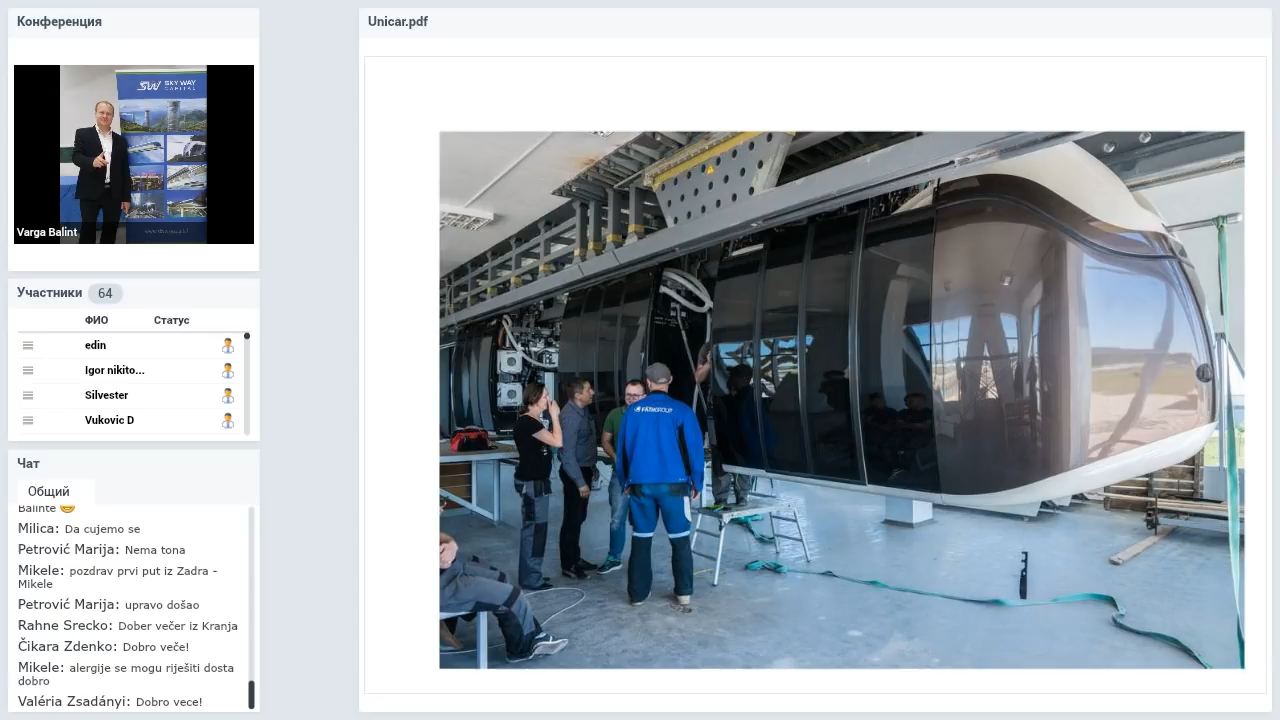 Конференция
SKY WAY
CAPITAL
Varga Balint
Участники 64
ФИО Статус
edin
Igor nikito...
Silvester
Vukovic D
Чат
Общий
Balinte
Milica: Da cujemo se
Petrović Marija: Nema tona
Mikele: pozdrav prvi put iz Zadra -
Mikele
Petrović Marija: upravo došao
Rahne Srecko: Dober večer iz Kranja
Čikara Zdenko: Dobro veče!
Mikele: alergije se mogu riješiti dosta
dobro
Valéria Zsadányi: Dobro vece!
Unicar.pdf